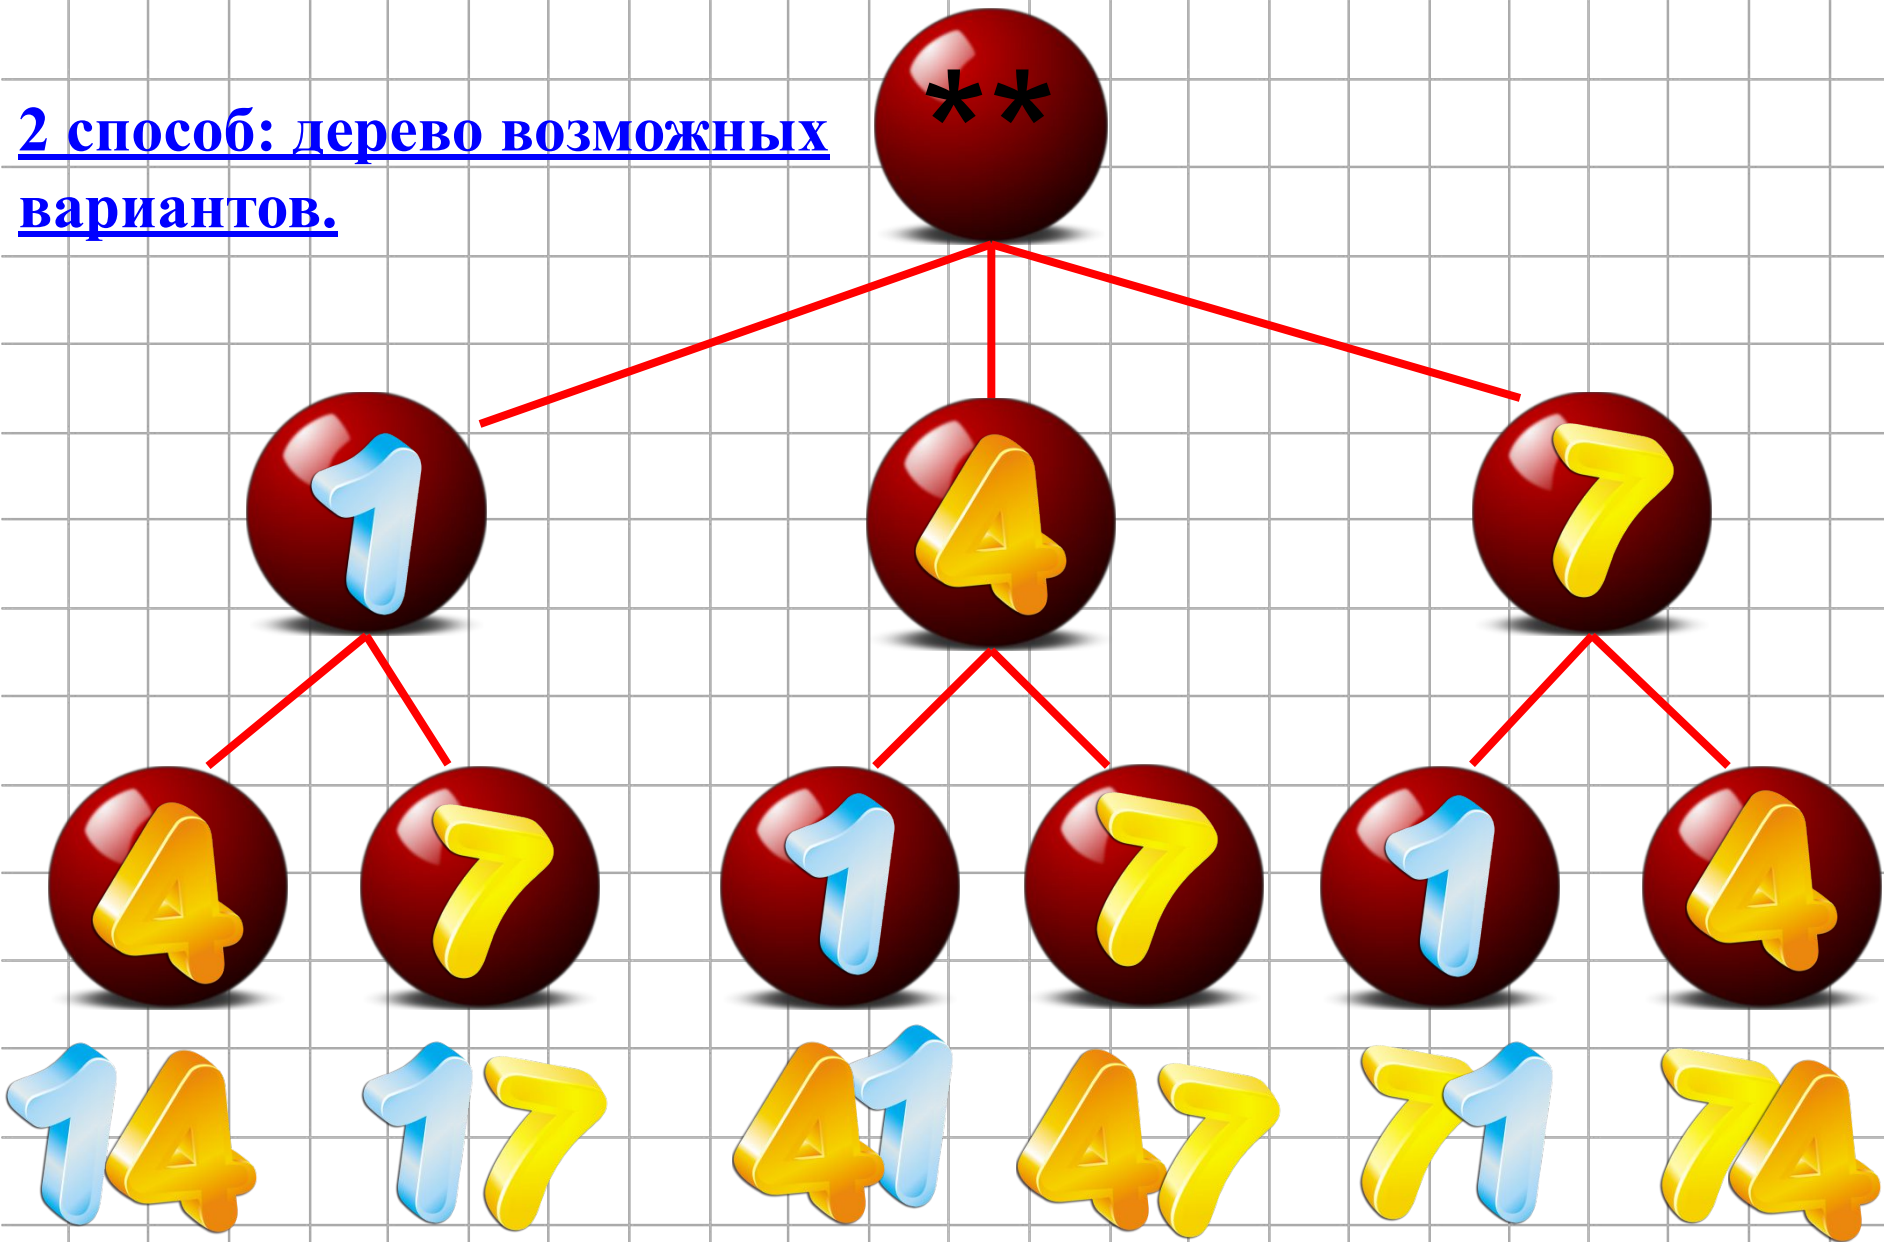 **
2 способ: дерево возможных
вариантов.
1 4 7
4 7 1 7 1 4
14 17 41 47 71 74